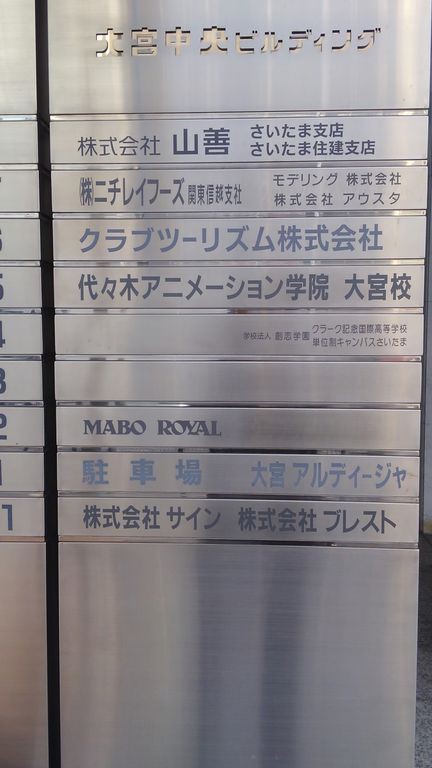 大宮中央ビルディング
株式会社 山善 さいたま支店
さいたま住建支店
㈱ニチレイフーズ 関東信越支社 モデリング 株式会社
株式会社 アウスタ
6 クラブツーリズム株式会社
5 代々木アニメーション学院 大宮校
4 学校法人 創志学園 クラーク記念国際高等学校
単位制キャンパスさいたま
3
2 MABO ROYAL
1 駐車場 大宮 アルディージャ
1 株式会社 サイン 株式会社 ブレスト